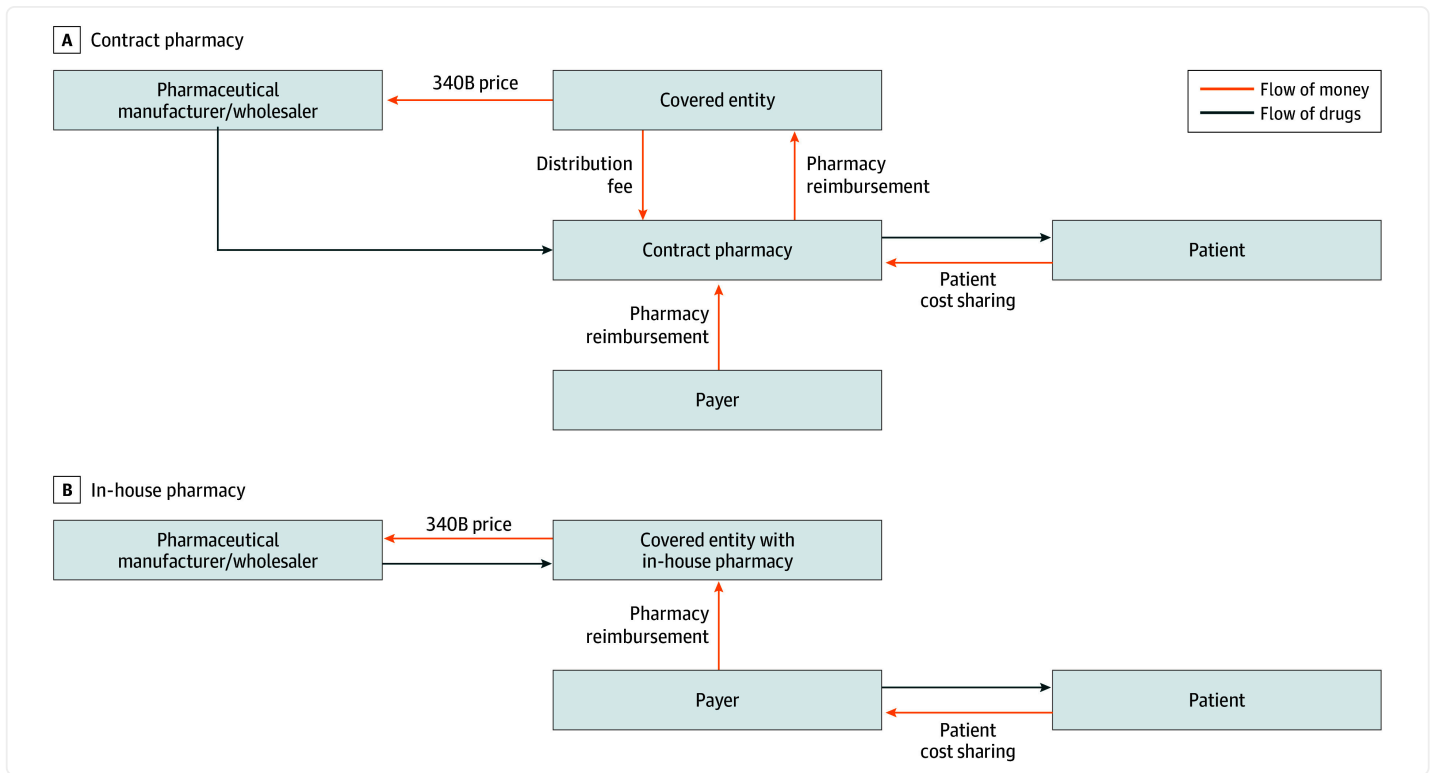 A Contract pharmacy
Pharmaceutical
manufacturer/wholesaler
340B price
Covered entity
Flow of money
Flow of drugs
Distribution
fee
Pharmacy
reimbursement
Contract pharmacy
Patient
Patient
cost sharing
Pharmacy
reimbursement
Payer
B In-house pharmacy
Pharmaceutical
manufacturer/wholesaler
340B price
Covered entity with
in-house pharmacy
Pharmacy
reimbursement
Payer
Patient
Patient
cost sharing